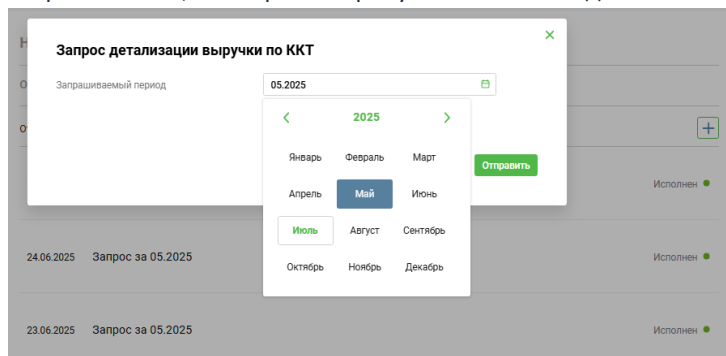 Запрос детализации выручки по ККТ
Запрашиваемый период
05.2025
2025
Январь Февраль Март
Отправить
Апрель Май Июнь
Исполнен
Июль Август Сентябрь
24.06.2025 Запрос за 05.2025 Исполнен
Октябрь Ноябрь Декабрь
23.06.2025 Запрос за 05.2025 Исполнен